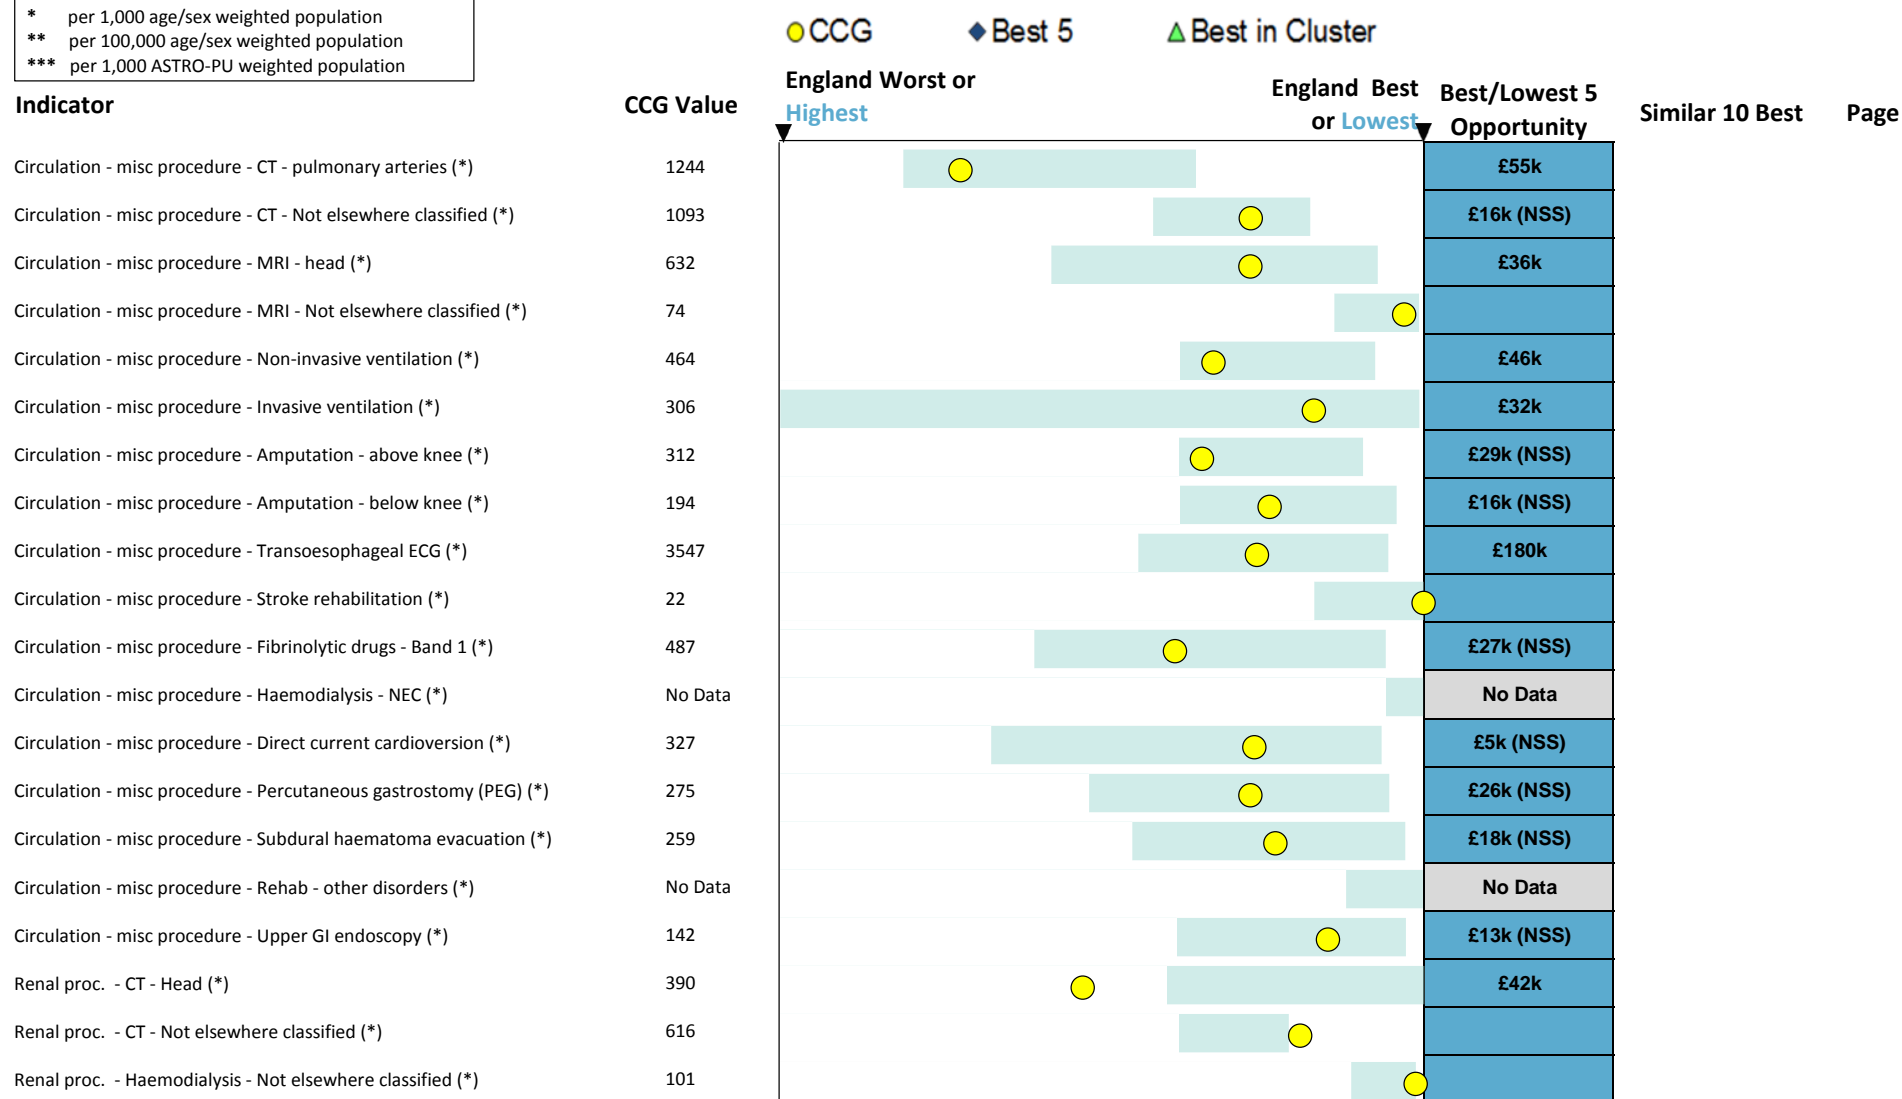 * per 1,000 age/sex weighted population
** per 100,000 age/sex weighted population
*** per 1,000 ASTRO-PU weighted population
CCG Best 5 Best in Cluster
Indicator CCG Value England Worst or Highest England Best or Lowest Best/Lowest 5 Opportunity Similar 10 Best Page
Circulation - misc procedure - CT - pulmonary arteries (*) 1244 £55k
Circulation - misc procedure - CT - Not elsewhere classified (*) 1093 £16k (NSS)
Circulation - misc procedure - MRI - head (*) 632 £36k
Circulation - misc procedure - MRI - Not elsewhere classified (*) 74
Circulation - misc procedure - Non-invasive ventilation (*) 464 £46k
Circulation - misc procedure - Invasive ventilation (*) 306 £32k
Circulation - misc procedure - Amputation - above knee (*) 312 £29k (NSS)
Circulation - misc procedure - Amputation - below knee (*) 194 £16k (NSS)
Circulation - misc procedure - Transoesophageal ECG (*) 3547 £180k
Circulation - misc procedure - Stroke rehabilitation (*) 22
Circulation - misc procedure - Fibrinolytic drugs - Band 1 (*) 487 £27k (NSS)
Circulation - misc procedure - Haemodialysis - NEC (*) No Data No Data
Circulation - misc procedure - Direct current cardioversion (*) 327 £5k (NSS)
Circulation - misc procedure - Percutaneous gastrostomy (PEG) (*) 275 £26k (NSS)
Circulation - misc procedure - Subdural haematoma evacuation (*) 259 £18k (NSS)
Circulation - misc procedure - Rehab - other disorders (*) No Data No Data
Circulation - misc procedure - Upper GI endoscopy (*) 142 £13k (NSS)
Renal proc. - CT - Head (*) 390 £42k
Renal proc. - CT - Not elsewhere classified (*) 616
Renal proc. - Haemodialysis - Not elsewhere classified (*) 101